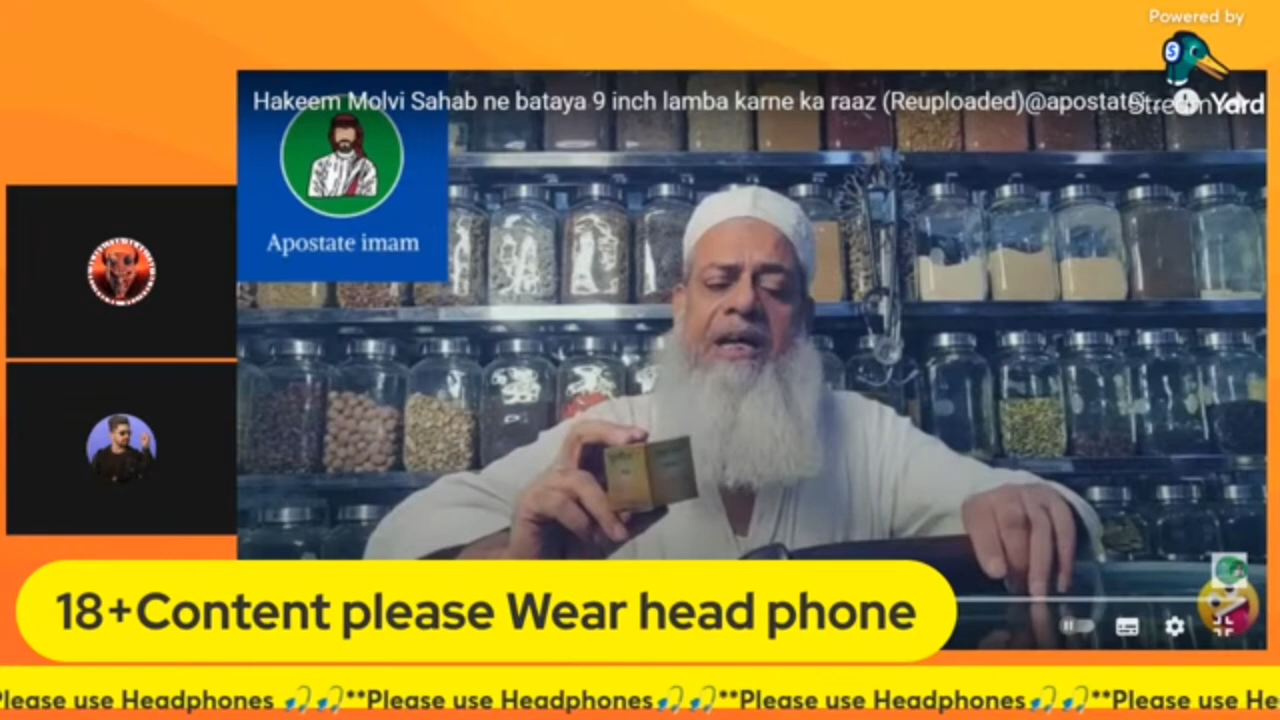 Powered by
StreamYard
Hakeem Molvi Sahab ne bataya 9 inch lamba karne ka raaz (Reuploaded)@apostate
Apostate imam
18+Content please Wear head phone
Please use Headphones 🎧🎧**Please use Headphones🎧🎧**Please use Headphones🎧🎧**Please use He